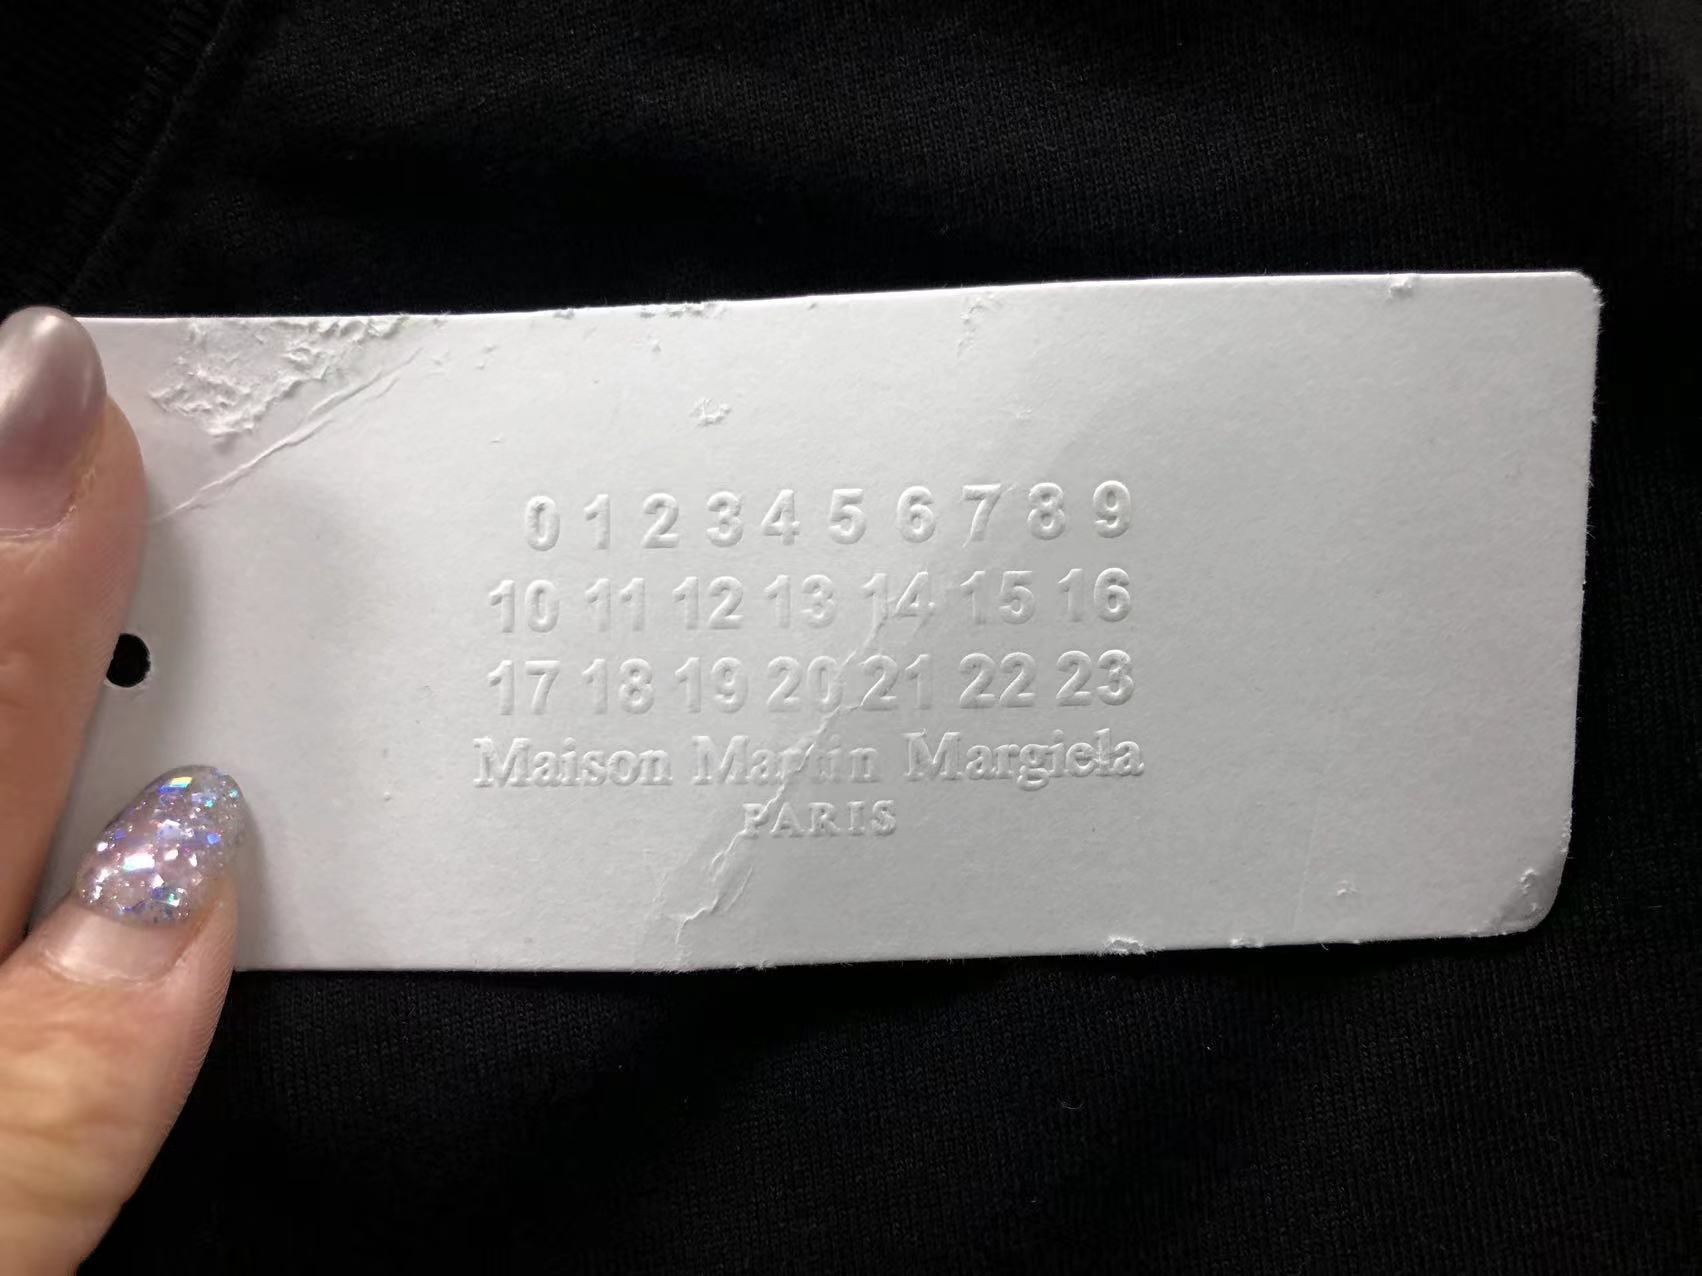 0 1 2 3 4 5 6 7 8 9
10 11 12 13 14 15 16
17 18 19 20 21 22 23
Maison Martin Margiela
PARIS